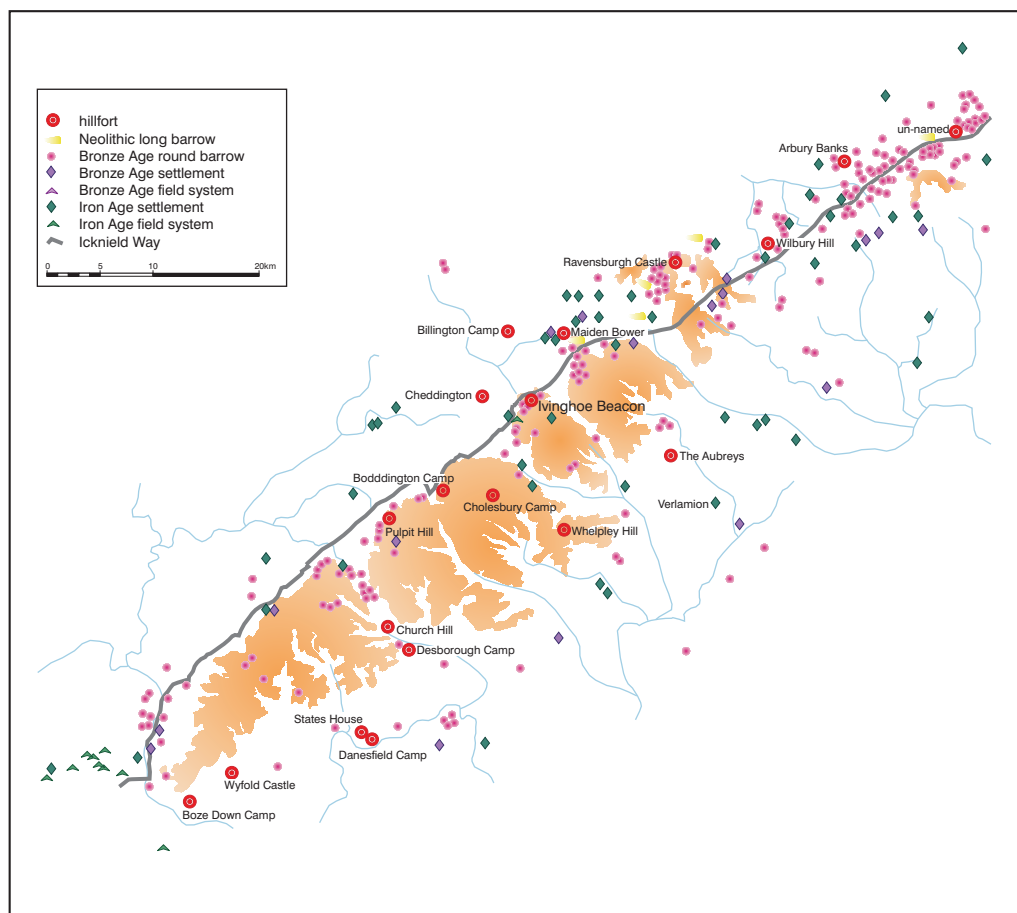 hillfort
Neolithic long barrow
Bronze Age round barrow
Bronze Age settlement
Bronze Age field system
Iron Age settlement
Iron Age field system
Icknield Way
0 10 20km
un-named
Arbury Banks
Wilbury Hill
Ravensburgh Castle
Billington Camp
Maiden Bower
Cheddington
Ivinghoe Beacon
The Aubreys
Bodddington Camp
Cholesbury Camp
Verlamion
Pulpit Hill
Whelpley Hill
Church Hill
Desborough Camp
States House
Danesfield Camp
Wyfold Castle
Boze Down Camp